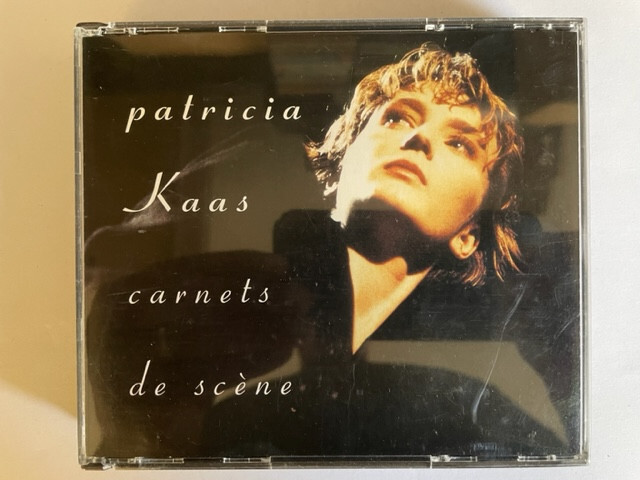 patricia
Kaas
carnets
de scène